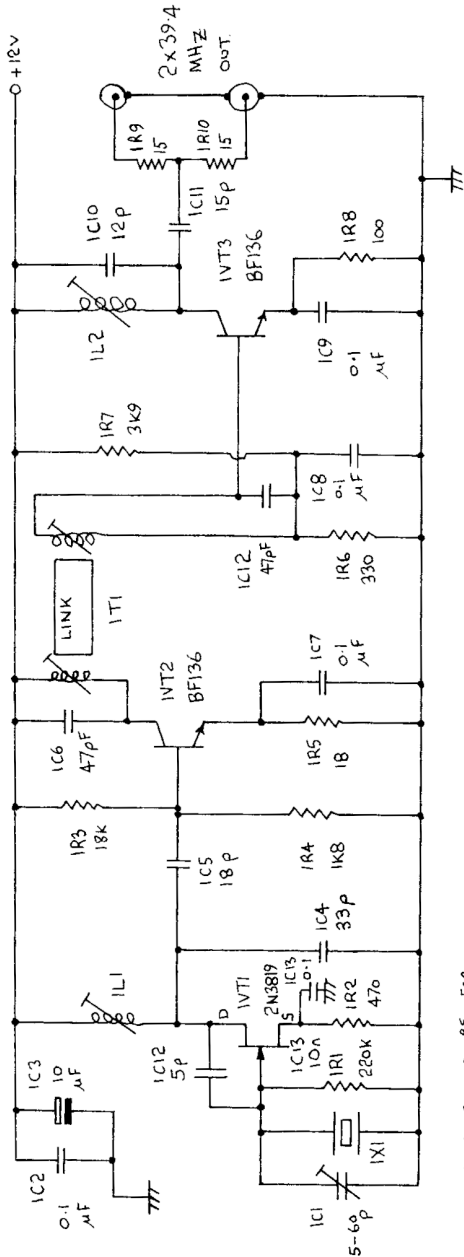 O+12V
1C2
0.1
µF
1C3
10
µF
1L1
1R3
18K
1C6
47pF
LINK
1T1
1R7
3K9
1L2
1C10
12p
2x39.4
MHz
OUT.
1R9
15
1R10
15
1C11
15p
1C12
5p
D
1VT1
2N3819
S
1C13
0.1
1C13
10n
1R1
220K
1R2
470
1C1
5-60
p
1X1
1C5
18p
1C4
33p
1R4
1K8
1VT2
BF136
1R5
18
1C7
0.1
µF
1C12
47pF
1R6
330
1C8
0.1
µF
1VT3
BF136
1C9
0.1
µF
1R8
100